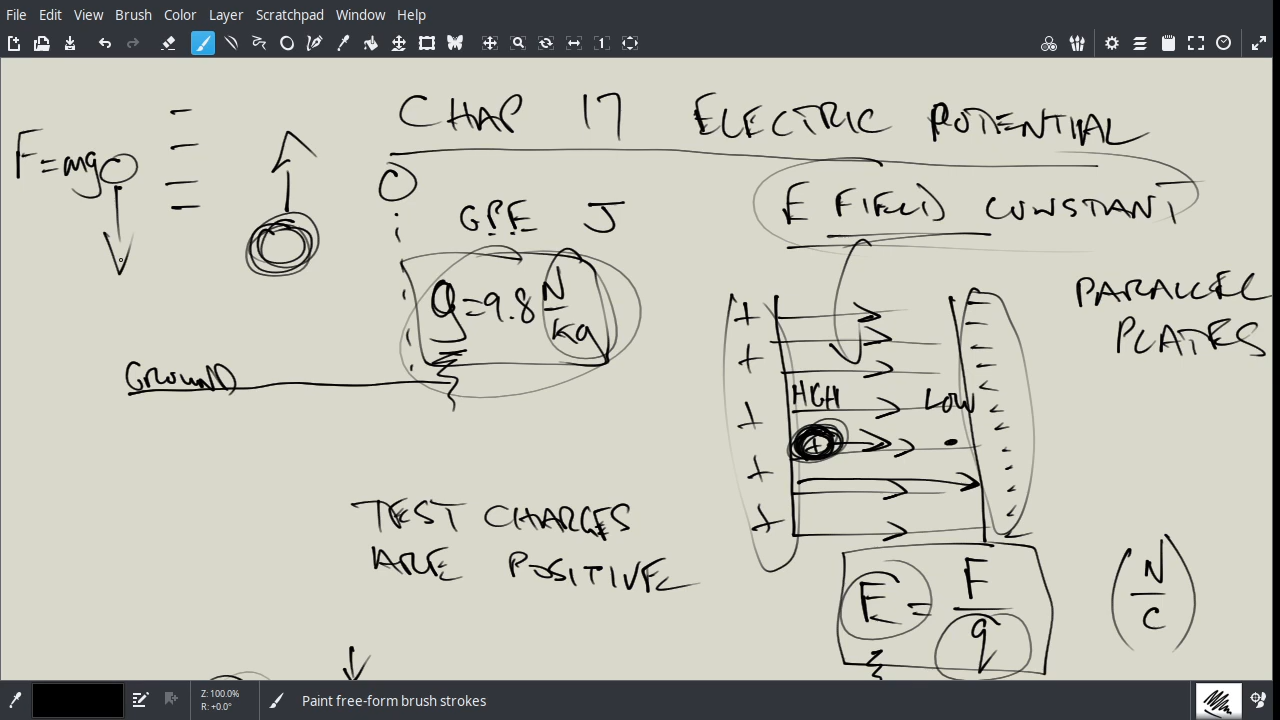 File Edit View Brush Color Layer Scratchpad Window Help
CHAP 17 ELECTRIC POTENTIAL
F=mg
GPE J
E FIELD CONSTANT
g=9.8 N/kg
PARALLEL
PLATES
GROUND
HIGH LOW
TEST CHARGES
ARE POSITIVE
E = F/q
(N/C)
Z: 100.0%
R: +0.0°
Paint free-form brush strokes